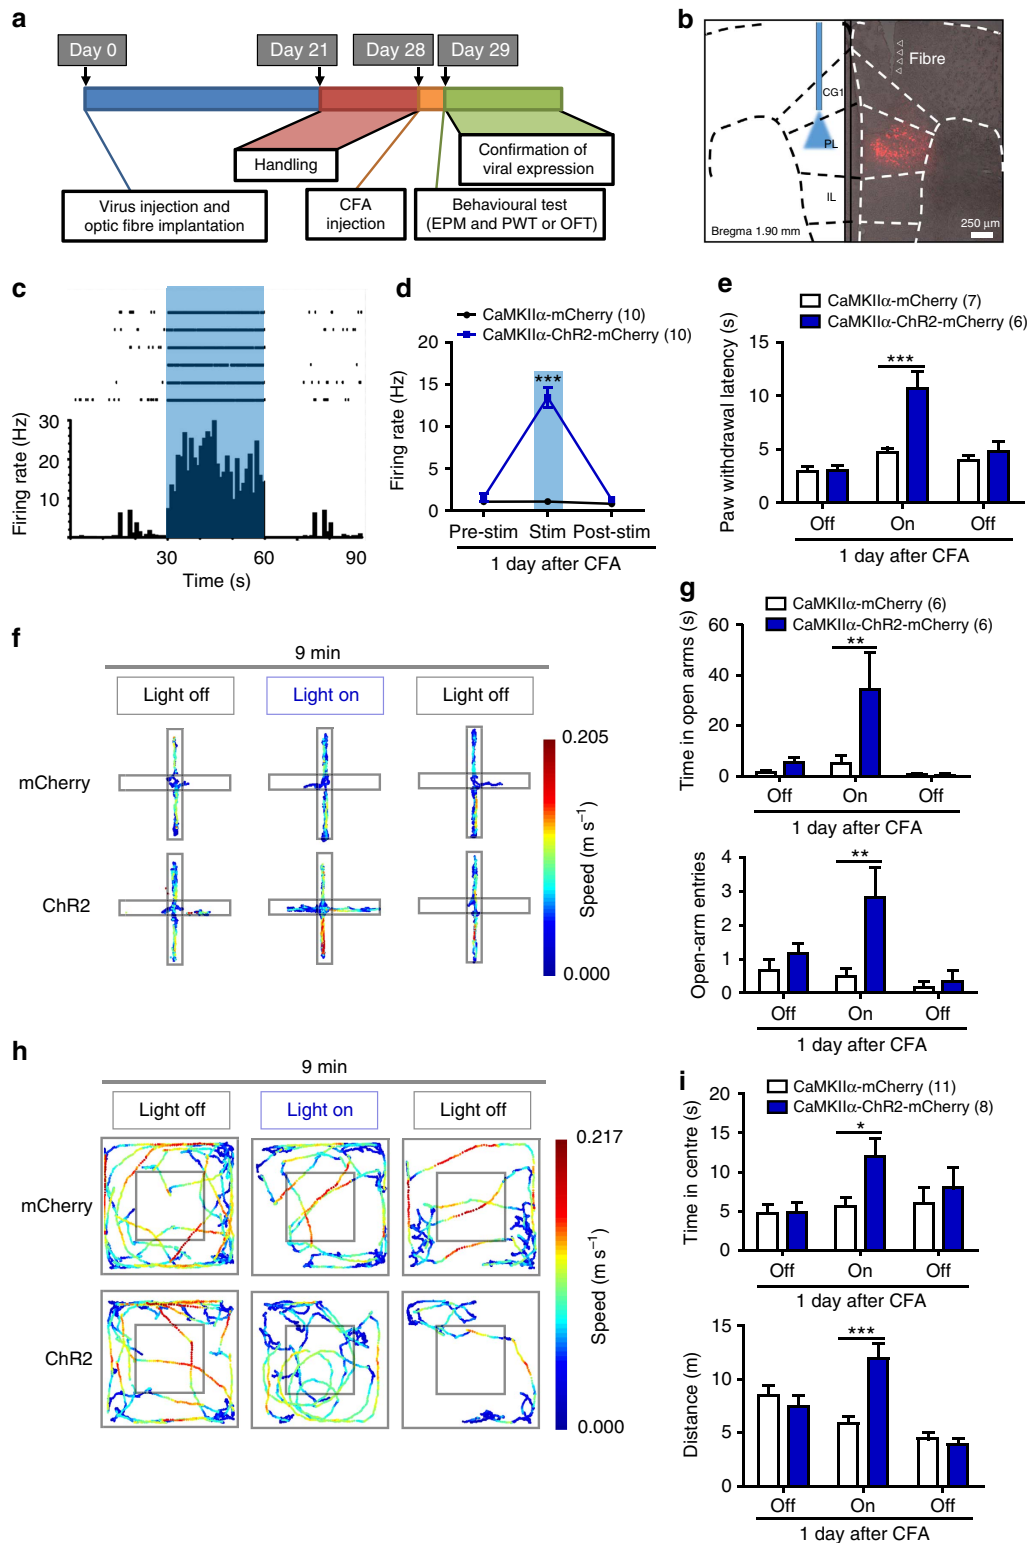 a
Day 0
Day 21
Day 28
Day 29
Handling
Confirmation of
viral expression
Virus injection and
optic fibre implantation
CFA
injection
Behavioural test
(EPM and PWT or OFT)
b
Fibre
CG1
PL
IL
Bregma 1.90 mm
250 μm
c
Firing rate (Hz)
30
20
10
30
60
90
Time (s)
d
CaMKIIα-mCherry (10)
CaMKIIα-ChR2-mCherry (10)
Firing rate (Hz)
20
15
10
5
0
***
Pre-stim
Stim
Post-stim
1 day after CFA
e
CaMKIIα-mCherry (7)
CaMKIIα-ChR2-mCherry (6)
Paw withdrawal latency (s)
15
10
5
0
***
Off
On
Off
1 day after CFA
f
9 min
Light off
Light on
Light off
mCherry
ChR2
0.205
Speed (m s−1)
0.000
g
CaMKIIα-mCherry (6)
CaMKIIα-ChR2-mCherry (6)
Time in open arms (s)
60
40
20
0
**
Off
On
Off
1 day after CFA
Open-arm entries
4
3
2
1
0
**
Off
On
Off
1 day after CFA
h
9 min
Light off
Light on
Light off
mCherry
ChR2
0.217
Speed (m s−1)
0.000
i
CaMKIIα-mCherry (11)
CaMKIIα-ChR2-mCherry (8)
Time in centre (s)
20
15
10
5
0
*
Off
On
Off
1 day after CFA
Distance (m)
15
10
5
0
***
Off
On
Off
1 day after CFA